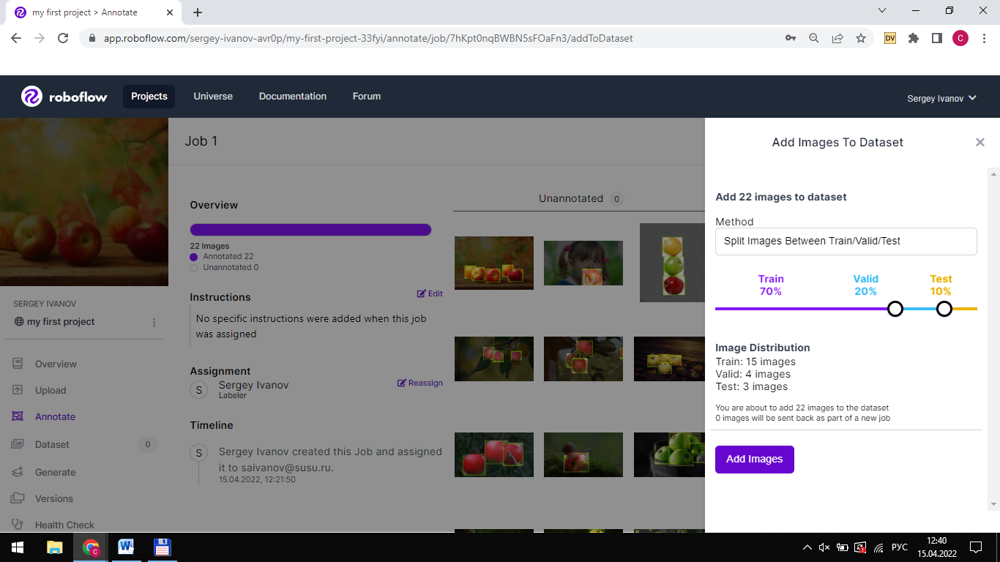 my first project > Annotate
app.roboflow.com/sergey-ivanov-avr0p/my-first-project-33fyi/annotate/job/7hKpt0nqBWBN5sFOaFn3/addToDataset
DV
C
roboflow
Projects
Universe
Documentation
Forum
Sergey Ivanov
SERGEY IVANOV
my first project
Overview
Upload
Annotate
Dataset
0
Generate
Versions
Health Check
Job 1
Overview
22 Images
Annotated 22
Unannotated 0
Instructions
Edit
No specific instructions were added when this job
was assigned
Assignment
S
Sergey Ivanov
Labeler
Reassign
Timeline
S
Sergey Ivanov created this Job and assigned
it to saivanov@susu.ru.
15.04.2022, 12:21:50
Unannotated 0
Add Images To Dataset
Add 22 images to dataset
Method
Split Images Between Train/Valid/Test
Train
70%
Valid
20%
Test
10%
Image Distribution
Train: 15 images
Valid: 4 images
Test: 3 images
You are about to add 22 images to the dataset
0 images will be sent back as part of a new job
Add Images
C
W
РУС
12:40
15.04.2022